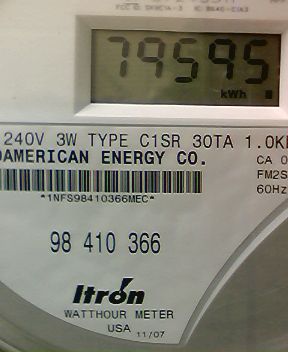 79595
kWh
240V 3W TYPE C1SR 30TA 1.0K
DAMERICAN ENERGY CO.
CA 0
FM2S
60Hz
*1NFS98410366MEC*
98 410 366
Itron
WATTHOUR METER
USA 11/07